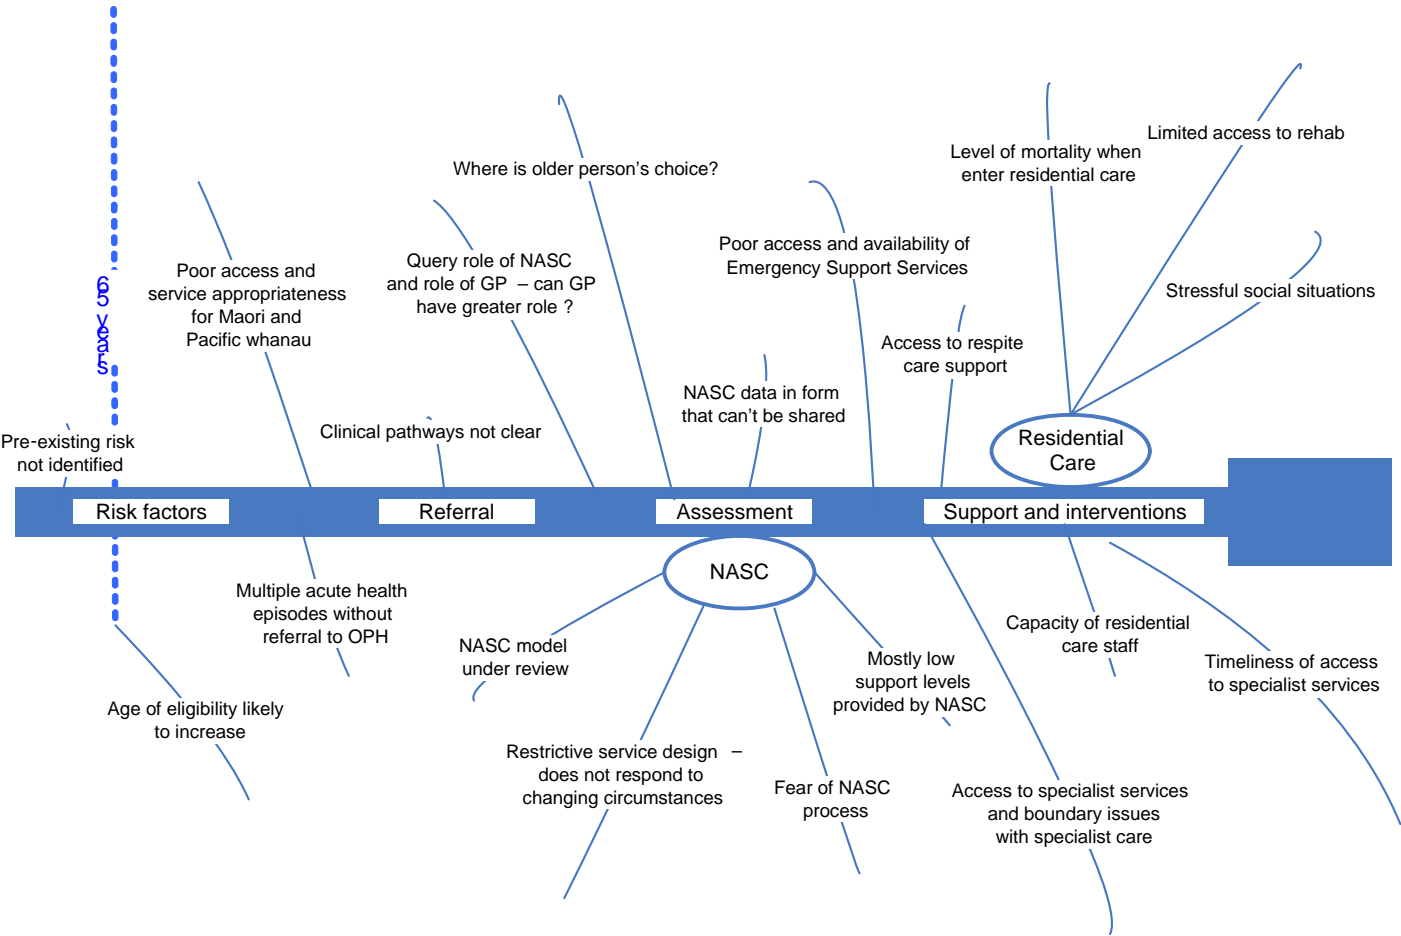 Limited access to rehab
Level of mortality when
enter residential care
Where is older person’s choice?
Poor access and availability of
Emergency Support Services
Query role of NASC
and role of GP – can GP
have greater role ?
Poor access and
service appropriateness
for Maori and
Pacific whanau
65 years
Stressful social situations
Access to respite
care support
NASC data in form
that can’t be shared
Clinical pathways not clear
Pre-existing risk
not identified
Residential
Care
Risk factors
Referral
Assessment
Support and interventions
NASC
Multiple acute health
episodes without
referral to OPH
NASC model
under review
Mostly low
support levels
provided by NASC
Capacity of residential
care staff
Timeliness of access
to specialist services
Age of eligibility likely
to increase
Restrictive service design –
does not respond to
changing circumstances
Fear of NASC
process
Access to specialist services
and boundary issues
with specialist care